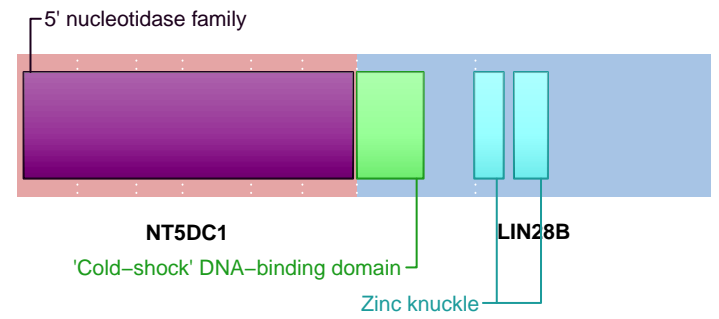 5' nucleotidase family
NT5DC1
LIN28B
'Cold−shock' DNA−binding domain
Zinc knuckle